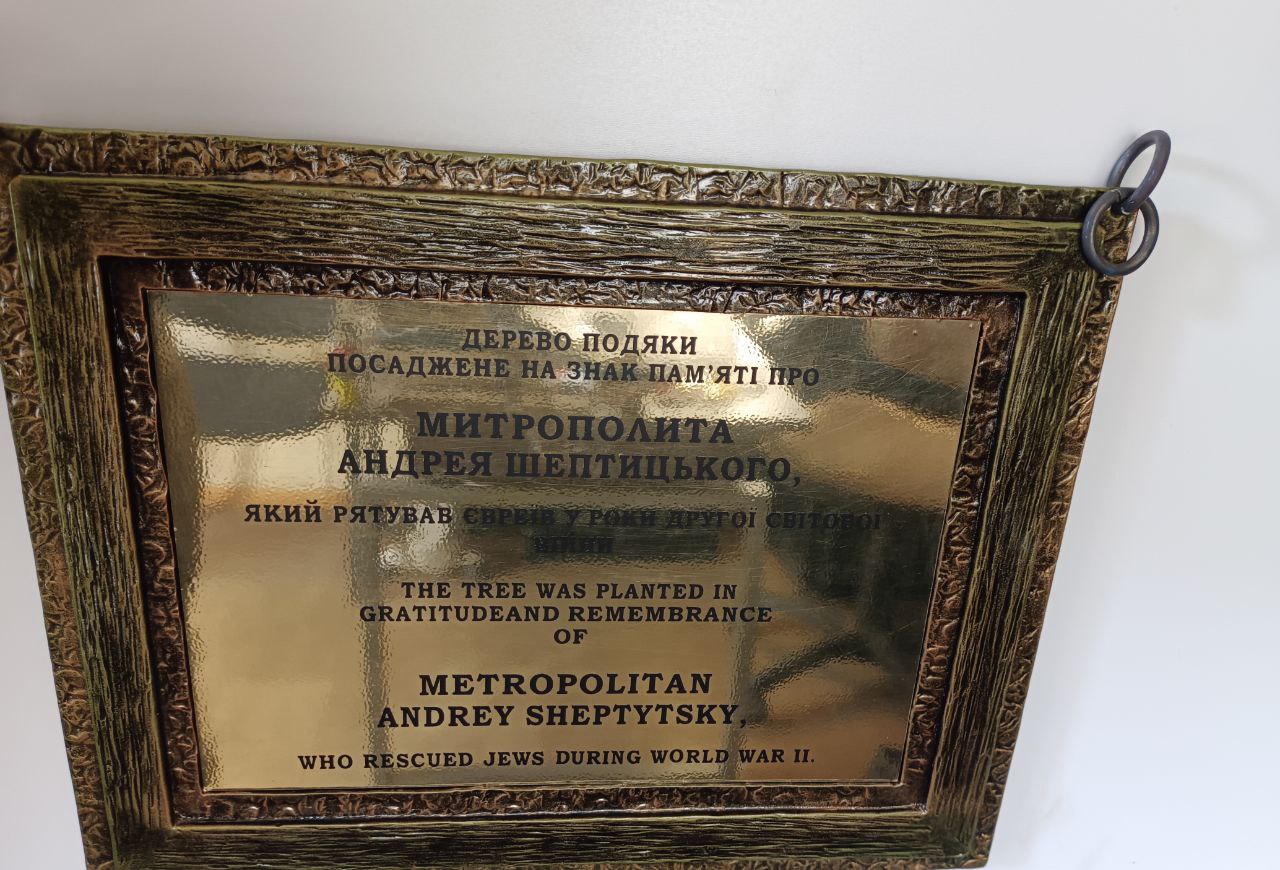 ДЕРЕВО ПОДЯКИ
ПОСАДЖЕНЕ НА ЗНАК ПАМ'ЯТІ ПРО
МИТРОПОЛИТА
АНДРЕЯ ШЕПТИЦЬКОГО,
ЯКИЙ РЯТУВАВ ЄВРЕЇВ У РОКИ ДРУГОЇ СВІТОВОЇ
ВІЙНИ
THE TREE WAS PLANTED IN
GRATITUDEAND REMEMBRANCE
OF
METROPOLITAN
ANDREY SHEPTYTSKY,
WHO RESCUED JEWS DURING WORLD WAR II.